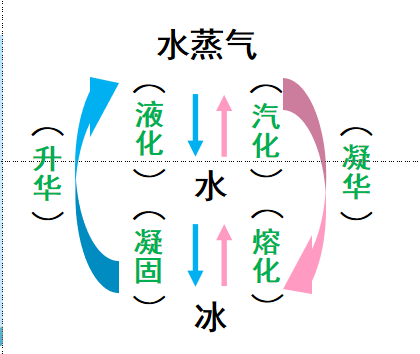 水蒸气
（液化）
（汽化）
（升华）
（凝华）
水
（凝固）
（熔化）
冰